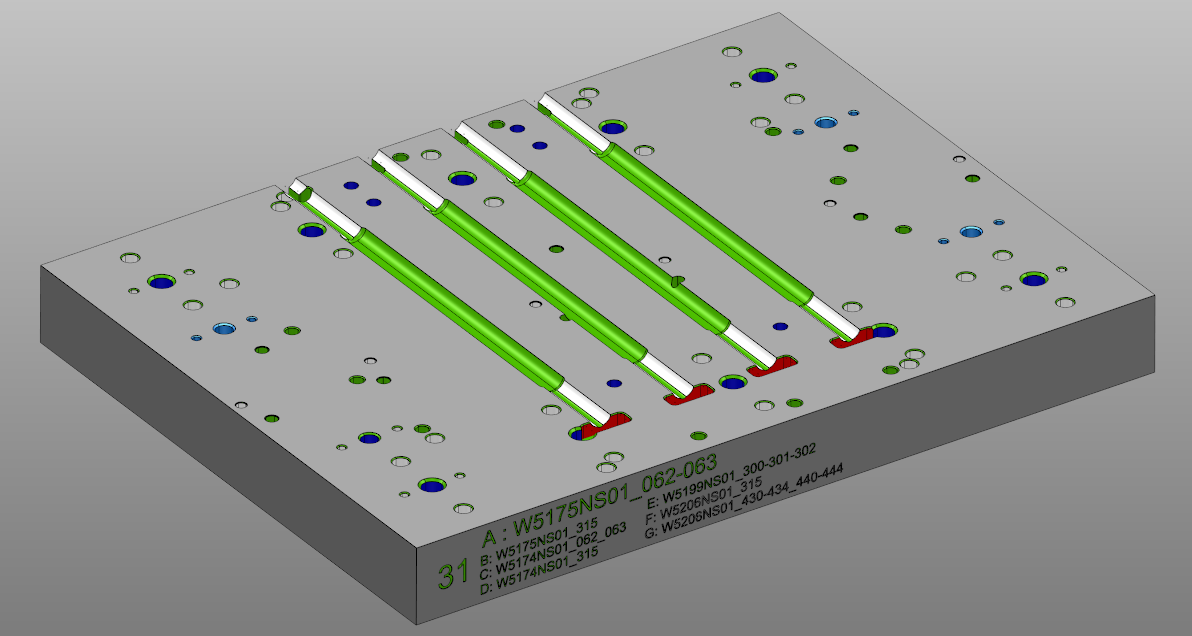 A : W5175NS01_062-063
31
B: W5175NS01_315
C: W5174NS01_062_063
D: W5174NS01_315
E: W5199NS01_300-301-302
F: W5206NS01_315
G: W5206NS01_430-434_440-444